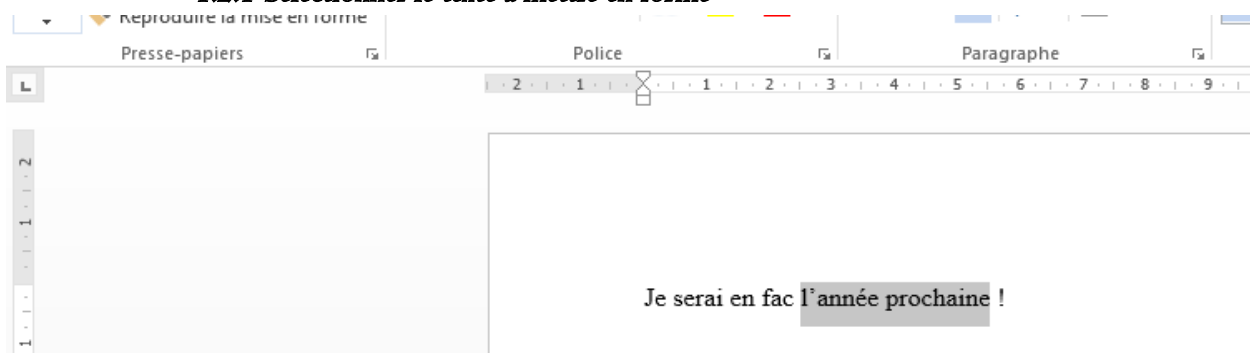 Reproduire la mise en forme
Presse-papiers Police Paragraphe
L 2 1 1 2 3 4 5 6 7 8 9
2
1
Je serai en fac l'année prochaine !
1